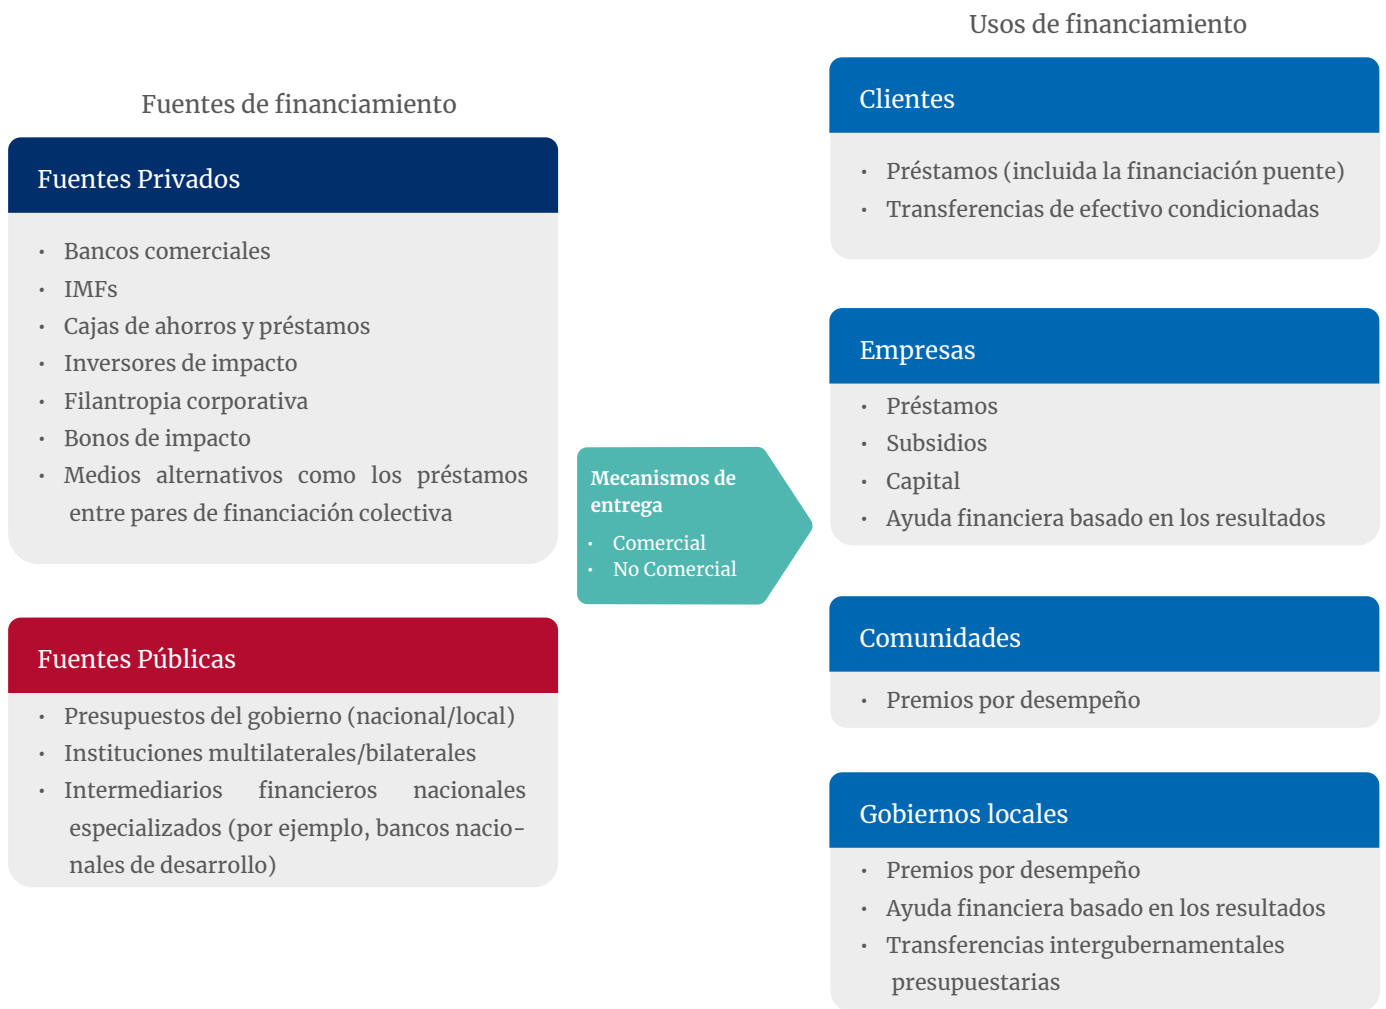 Fuentes de financiamiento
Fuentes Privados
• Bancos comerciales
• IMFs
• Cajas de ahorros y préstamos
• Inversores de impacto
• Filantropia corporativa
• Bonos de impacto
• Medios alternativos como los préstamos
entre pares de financiación colectiva
Fuentes Públicas
• Presupuestos del gobierno (nacional/local)
• Instituciones multilaterales/bilaterales
• Intermediarios financieros nacionales
especializados (por ejemplo, bancos nacio-
nales de desarrollo)
Mecanismos de
entrega
• Comercial
• No Comercial
Usos de financiamiento
Clientes
• Préstamos (incluida la financiación puente)
• Transferencias de efectivo condicionadas
Empresas
• Préstamos
• Subsidios
• Capital
• Ayuda financiera basado en los resultados
Comunidades
• Premios por desempeño
Gobiernos locales
• Premios por desempeño
• Ayuda financiera basado en los resultados
• Transferencias intergubernamentales
presupuestarias